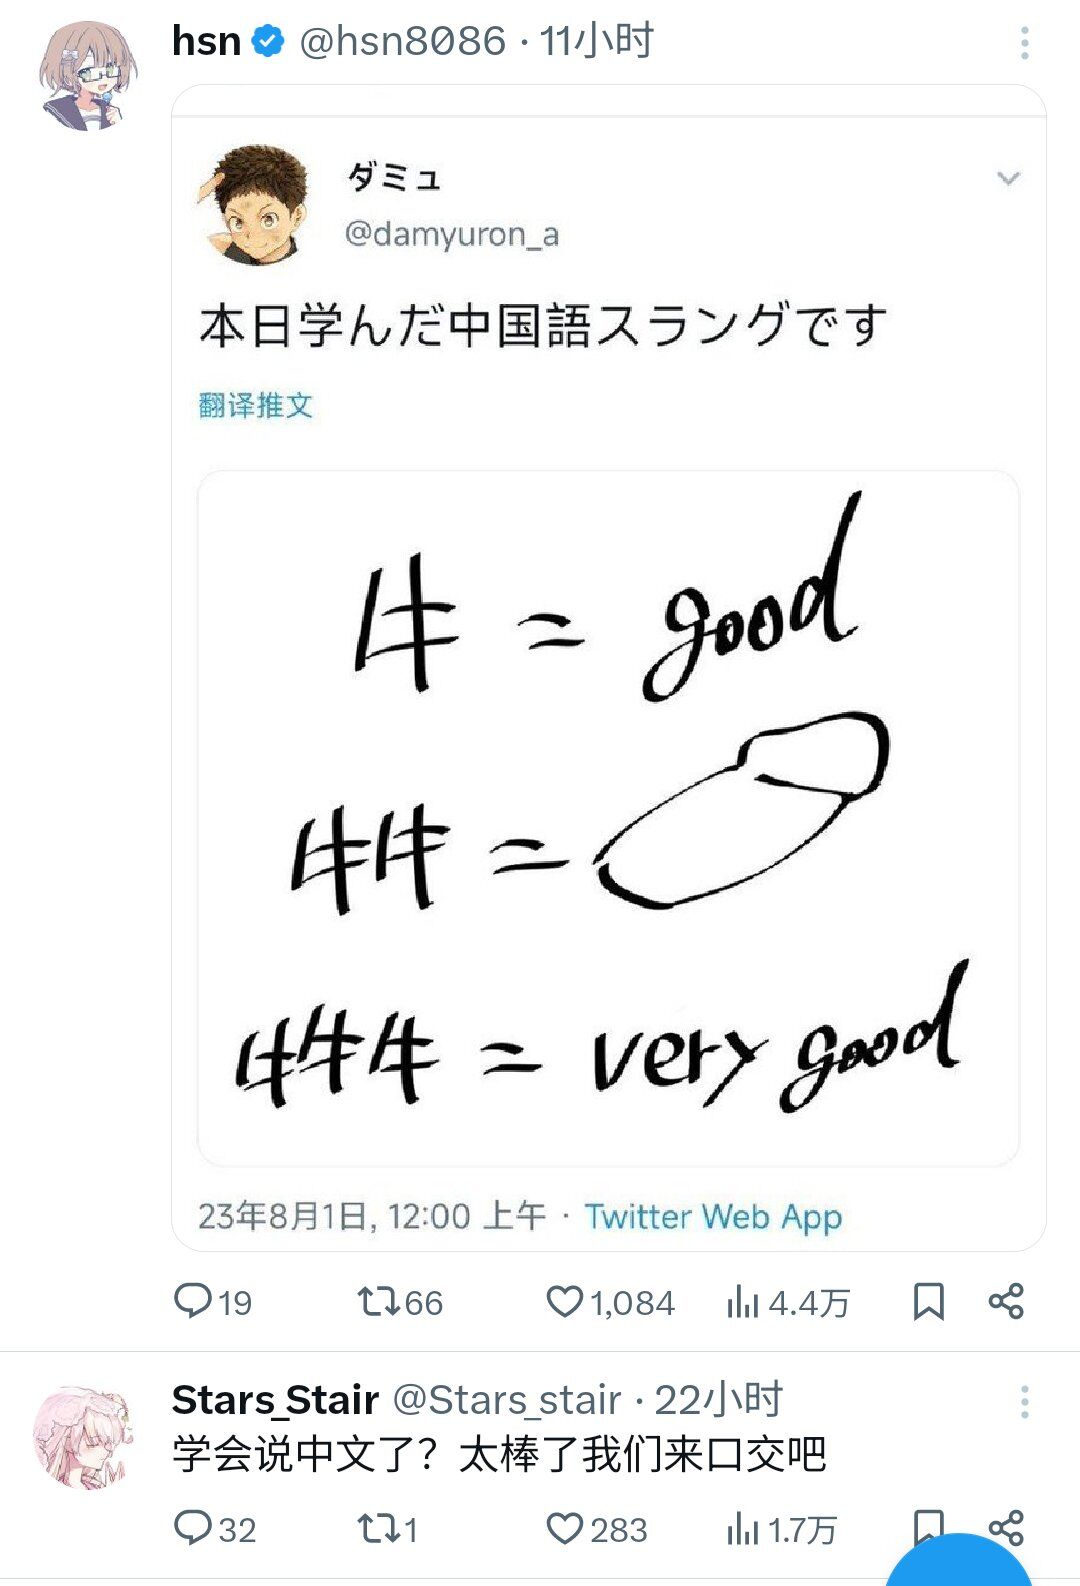 hsn @hsn8086 · 11小时
ダミュ
@damyuron_a
本日学んだ中国語スラングです
翻译推文
牛 = good
牛牛 =
牛牛牛 = very good
23年8月1日, 12:00 上午 · Twitter Web App
19 66 1,084 4.4万
Stars_Stair @Stars_stair · 22小时
学会说中文了？太棒了我们来口交吧
32 1 283 1.7万